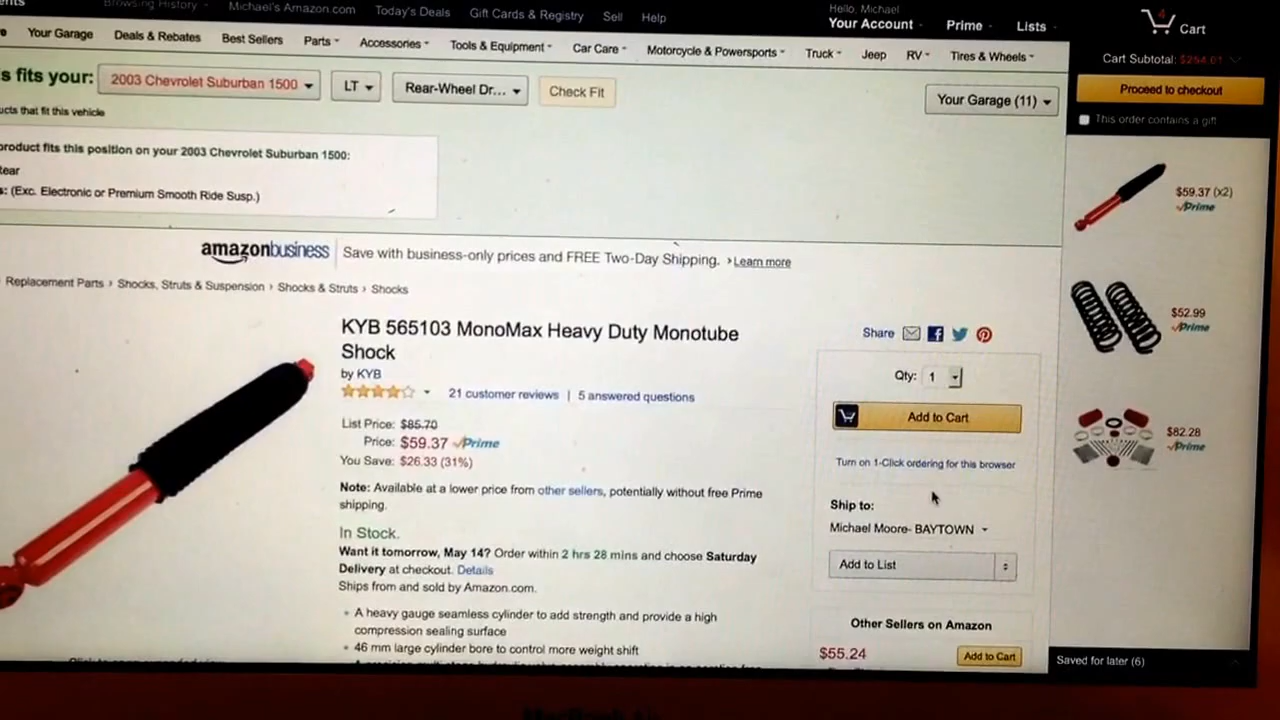 Browsing History
Michael's Amazon.com
Today's Deals
Gift Cards & Registry
Sell
Help
Hello, Michael
Your Account
Prime
Lists
4
Cart
Your Garage
Deals & Rebates
Best Sellers
Parts
Accessories
Tools & Equipment
Car Care
Motorcycle & Powersports
Truck
Jeep
RV
Tires & Wheels
Cart Subtotal: $254.01
Proceed to checkout
This order contains a gift
s fits your:
2003 Chevrolet Suburban 1500
LT
Rear-Wheel Dr...
Check Fit
Your Garage (11)
ucts that fit this vehicle
product fits this position on your 2003 Chevrolet Suburban 1500:
Rear
s: (Exc. Electronic or Premium Smooth Ride Susp.)
$59.37 (x2)
Prime
$52.99
Prime
$82.28
Prime
amazonbusiness
Save with business-only prices and FREE Two-Day Shipping. › Learn more
Replacement Parts › Shocks, Struts & Suspension › Shocks & Struts › Shocks
KYB 565103 MonoMax Heavy Duty Monotube
Shock
by KYB
21 customer reviews | 5 answered questions
List Price: $85.70
Price: $59.37 Prime
You Save: $26.33 (31%)
Note: Available at a lower price from other sellers, potentially without free Prime
shipping.
In Stock.
Want it tomorrow, May 14? Order within 2 hrs 28 mins and choose Saturday
Delivery at checkout. Details
Ships from and sold by Amazon.com.
A heavy gauge seamless cylinder to add strength and provide a high
compression sealing surface
46 mm large cylinder bore to control more weight shift
Share
Qty: 1
Add to Cart
Turn on 1-Click ordering for this browser
Ship to:
Michael Moore- BAYTOWN
Add to List
Other Sellers on Amazon
$55.24
Add to Cart
Saved for later (6)